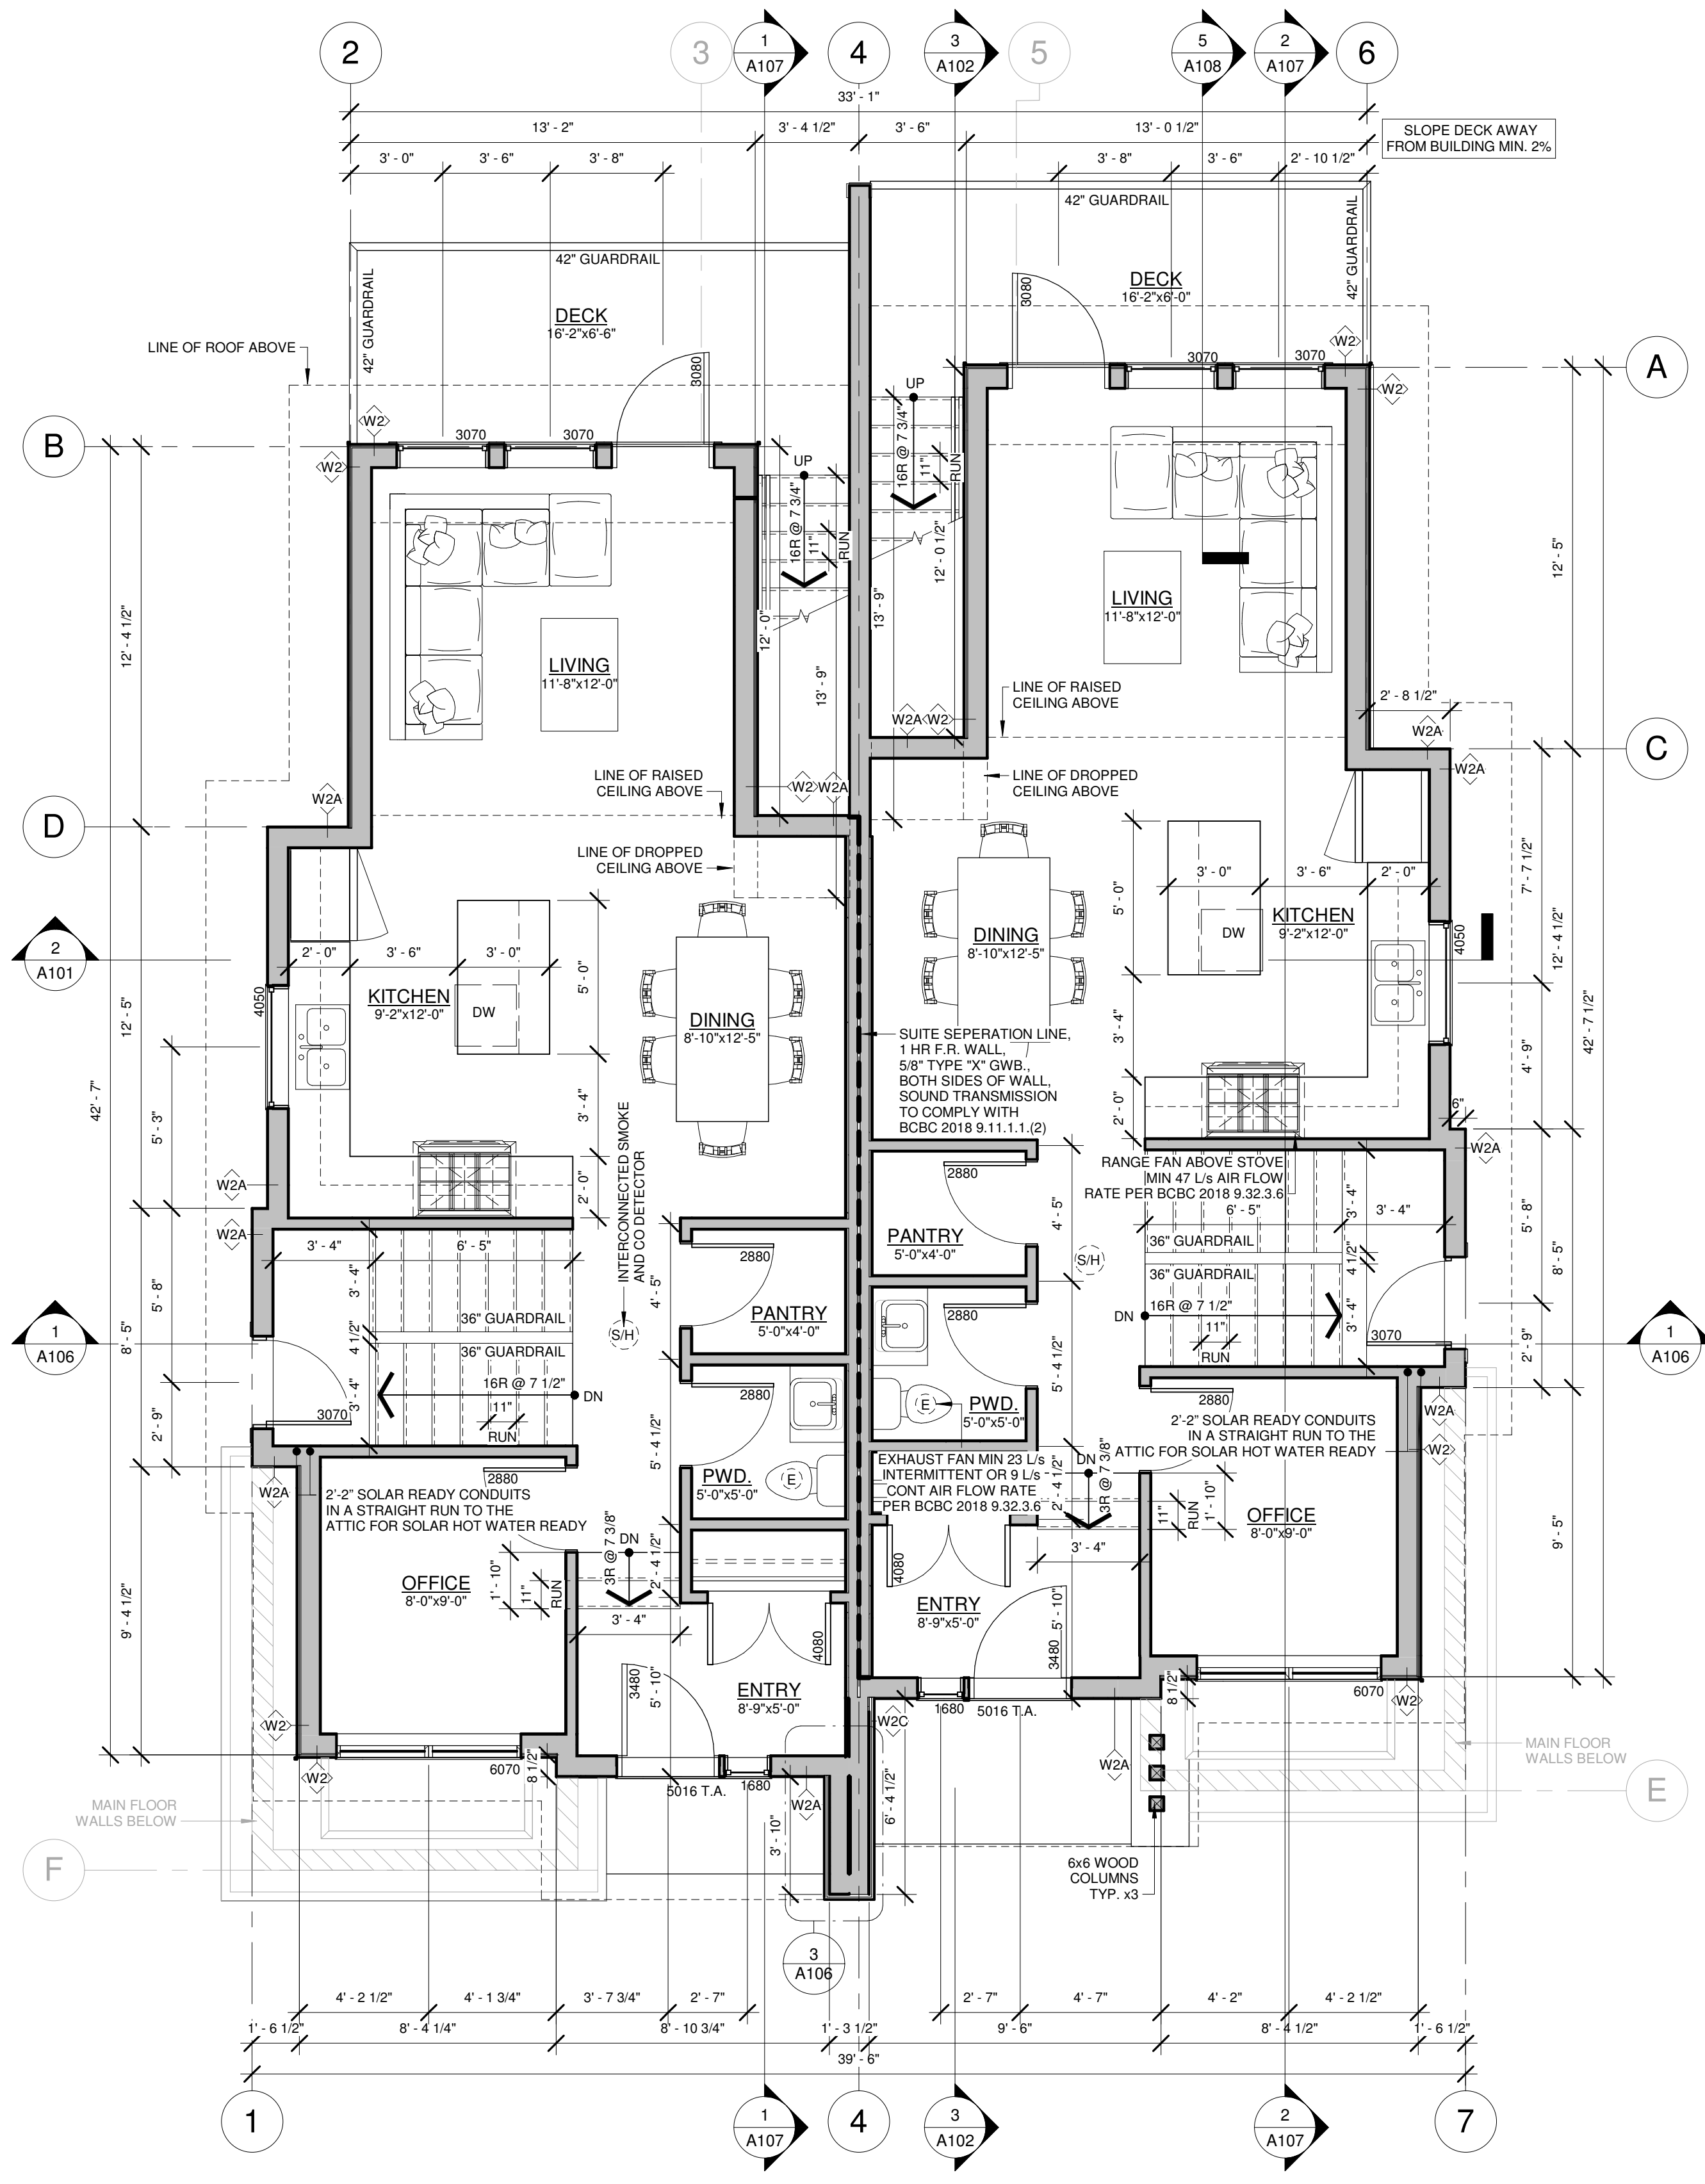 2
3
1
A107
4
3
A102
5
5
A108
2
A107
6
33' - 1"
13' - 2"
3' - 4 1/2"
3' - 6"
13' - 0 1/2"
SLOPE DECK AWAY
FROM BUILDING MIN. 2%
3' - 0"
3' - 6"
3' - 8"
3' - 8"
3' - 6"
2' - 10 1/2"
42" GUARDRAIL
42" GUARDRAIL
42" GUARDRAIL
42" GUARDRAIL
DECK
16'-2"x6'-6"
DECK
16'-2"x6'-0"
3080
3080
LINE OF ROOF ABOVE
W2
3070
3070
W2
A
W2
UP
16R @ 7 3/4"
11"
RUN
B
W2
3070
3070
W2
UP
16R @ 7 3/4"
11"
RUN
12' - 0 1/2"
12' - 5"
LIVING
11'-8"x12'-0"
LIVING
11'-8"x12'-0"
12' - 4 1/2"
12' - 0"
13' - 9"
13' - 9"
LINE OF RAISED
CEILING ABOVE
2' - 8 1/2"
W2A
W2
W2A
C
W2A
LINE OF RAISED
CEILING ABOVE
W2
W2A
LINE OF DROPPED
CEILING ABOVE
W2A
D
LINE OF DROPPED
CEILING ABOVE
5' - 0"
3' - 0"
3' - 6"
2' - 0"
7' - 7 1/2"
KITCHEN
9'-2"x12'-0"
DW
DINING
8'-10"x12'-5"
4050
12' - 4 1/2"
2
A101
2' - 0"
3' - 6"
3' - 0"
5' - 0"
KITCHEN
9'-2"x12'-0"
DW
4050
12' - 5"
DINING
8'-10"x12'-5"
SUITE SEPERATION LINE,
1 HR F.R. WALL,
5/8" TYPE "X" GWB.,
BOTH SIDES OF WALL,
SOUND TRANSMISSION
TO COMPLY WITH
BCBC 2018 9.11.1.1.(2)
3' - 4"
2' - 0"
4' - 9"
42' - 7 1/2"
6"
42' - 7"
5' - 3"
3' - 4"
2' - 0"
INTERCONNECTED SMOKE
AND CO DETECTOR
W2A
W2A
W2A
RANGE FAN ABOVE STOVE
MIN 47 L/s AIR FLOW
RATE PER BCBC 2018 9.32.3.6
2880
4' - 5"
PANTRY
5'-0"x4'-0"
S/H
6' - 5"
3' - 4"
3' - 4"
36" GUARDRAIL
36" GUARDRAIL
4 1/2"
DN
16R @ 7 1/2"
11"
RUN
3' - 4"
3070
5' - 8"
8' - 5"
2' - 9"
3' - 4"
6' - 5"
3' - 4"
36" GUARDRAIL
36" GUARDRAIL
4 1/2"
3' - 4"
16R @ 7 1/2"
DN
11"
RUN
3070
S/H
5' - 8"
8' - 5"
2' - 9"
4' - 5"
2880
PANTRY
5'-0"x4'-0"
1
A106
1
A106
2880
5' - 4 1/2"
PWD.
5'-0"x5'-0"
E
2880
5' - 4 1/2"
PWD.
5'-0"x5'-0"
E
2880
W2A
W2
2'-2" SOLAR READY CONDUITS
IN A STRAIGHT RUN TO THE
ATTIC FOR SOLAR HOT WATER READY
EXHAUST FAN MIN 23 L/s
INTERMITTENT OR 9 L/s
CONT AIR FLOW RATE
PER BCBC 2018 9.32.3.6
2' - 4 1/2"
DN
3R @ 7 3/8"
11"
RUN
1' - 10"
OFFICE
8'-0"x9'-0"
9' - 5"
2880
W2A
2'-2" SOLAR READY CONDUITS
IN A STRAIGHT RUN TO THE
ATTIC FOR SOLAR HOT WATER READY
OFFICE
8'-0"x9'-0"
9' - 4 1/2"
1' - 10"
11"
RUN
3R @ 7 3/8"
DN
2' - 4 1/2"
3' - 4"
4080
3' - 4"
ENTRY
8'-9"x5'-0"
5' - 10"
3480
4080
3480
5' - 10"
ENTRY
8'-9"x5'-0"
W2
W2
6070
8 1/2"
5016 T.A.
1680
W2A
W2C
1680
5016 T.A.
8 1/2"
6070
W2
W2A
MAIN FLOOR
WALLS BELOW
MAIN FLOOR
WALLS BELOW
E
3' - 10"
6' - 4 1/2"
F
6x6 WOOD
COLUMNS
TYP. x3
3
A106
4' - 2 1/2"
4' - 1 3/4"
3' - 7 3/4"
2' - 7"
2' - 7"
4' - 7"
4' - 2"
4' - 2 1/2"
1' - 6 1/2"
8' - 4 1/4"
8' - 10 3/4"
1' - 3 1/2"
9' - 6"
8' - 4 1/2"
1' - 6 1/2"
39' - 6"
1
1
A107
4
3
A102
2
A107
7